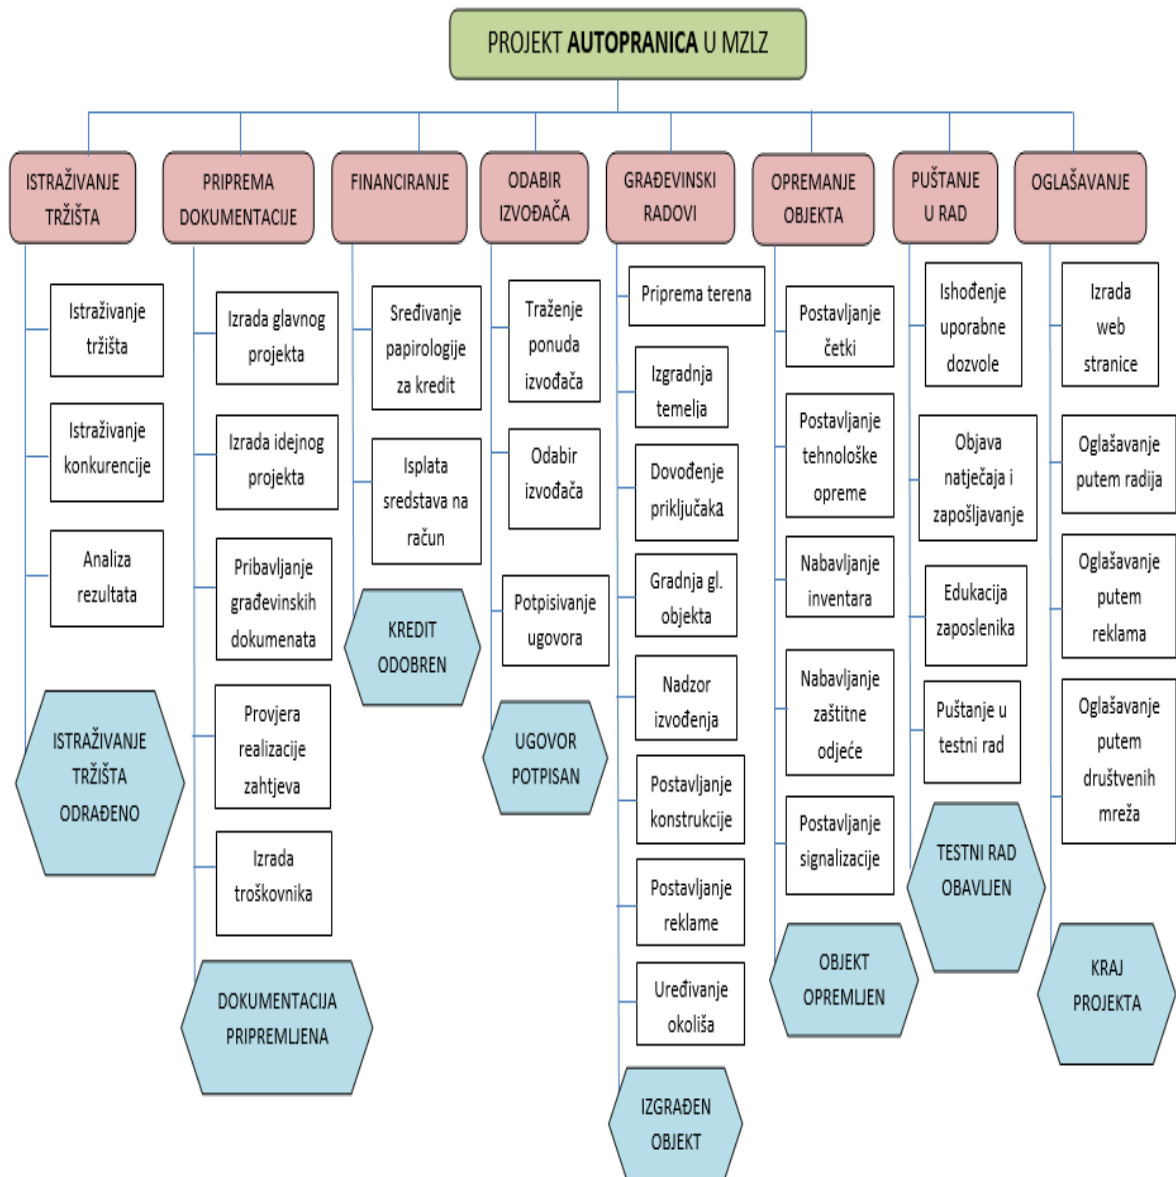 PROJEKT AUTOPRANICA U MZLZ
ISTRAŽIVANJE
TRŽIŠTA
Istraživanje
tržišta
Istraživanje
konkurencije
Analiza
rezultata
ISTRAŽIVANJE
TRŽIŠTA
ODRAĐENO
PRIPREMA
DOKUMENTACIJE
Izrada glavnog
projekta
Izrada idejnog
projekta
Pribavljanje
građevinskih
dokumenata
Provjera
realizacije
zahtjeva
Izrada
troškovnika
DOKUMENTACIJA
PRIPREMLJENA
FINANCIRANJE
Sređivanje
papirologije
za kredit
Isplata
sredstava na
račun
KREDIT
ODOBREN
ODABIR
IZVOĐAČA
Traženje
ponuda
izvođača
Odabir
izvođača
Potpisivanje
ugovora
UGOVOR
POTPISAN
GRAĐEVINSKI
RADOVI
Priprema terena
Izgradnja
temelja
Dovođenje
priključaka
Gradnja gl.
objekta
Nadzor
izvođenja
Postavljanje
konstrukcije
Postavljanje
reklame
Uređivanje
okoliša
IZGRAĐEN
OBJEKT
OPREMANJE
OBJEKTA
Postavljanje
četki
Postavljanje
tehnološke
opreme
Nabavljanje
inventara
Nabavljanje
zaštitne
odjeće
Postavljanje
signalizacije
OBJEKT
OPREMLJEN
PUŠTANJE
U RAD
Ishođenje
uporabne
dozvole
Objava
natječaja i
zapošljavanje
Edukacija
zaposlenika
Puštanje u
testni rad
TESTNI RAD
OBAVLJEN
OGLAŠAVANJE
Izrada
web
stranice
Oglašavanje
putem radija
Oglašavanje
putem
reklama
Oglašavanje
putem
društvenih
mreža
KRAJ
PROJEKTA